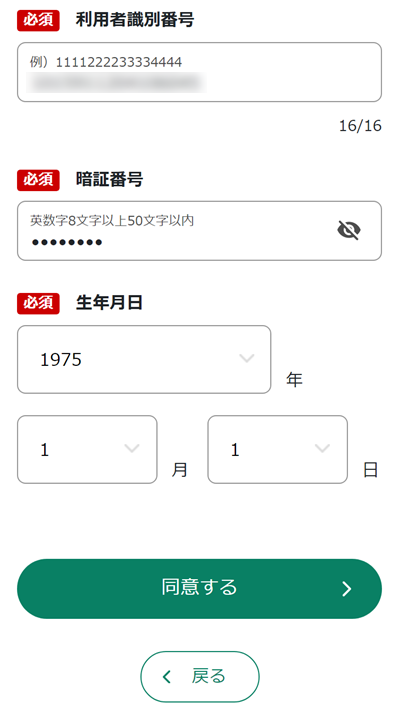 必須 利用者識別番号
例）1111222233334444
16/16
必須 暗証番号
英数字8文字以上50文字以内
●●●●●●●●
必須 生年月日
1975 年
1 月 1 日
同意する
戻る